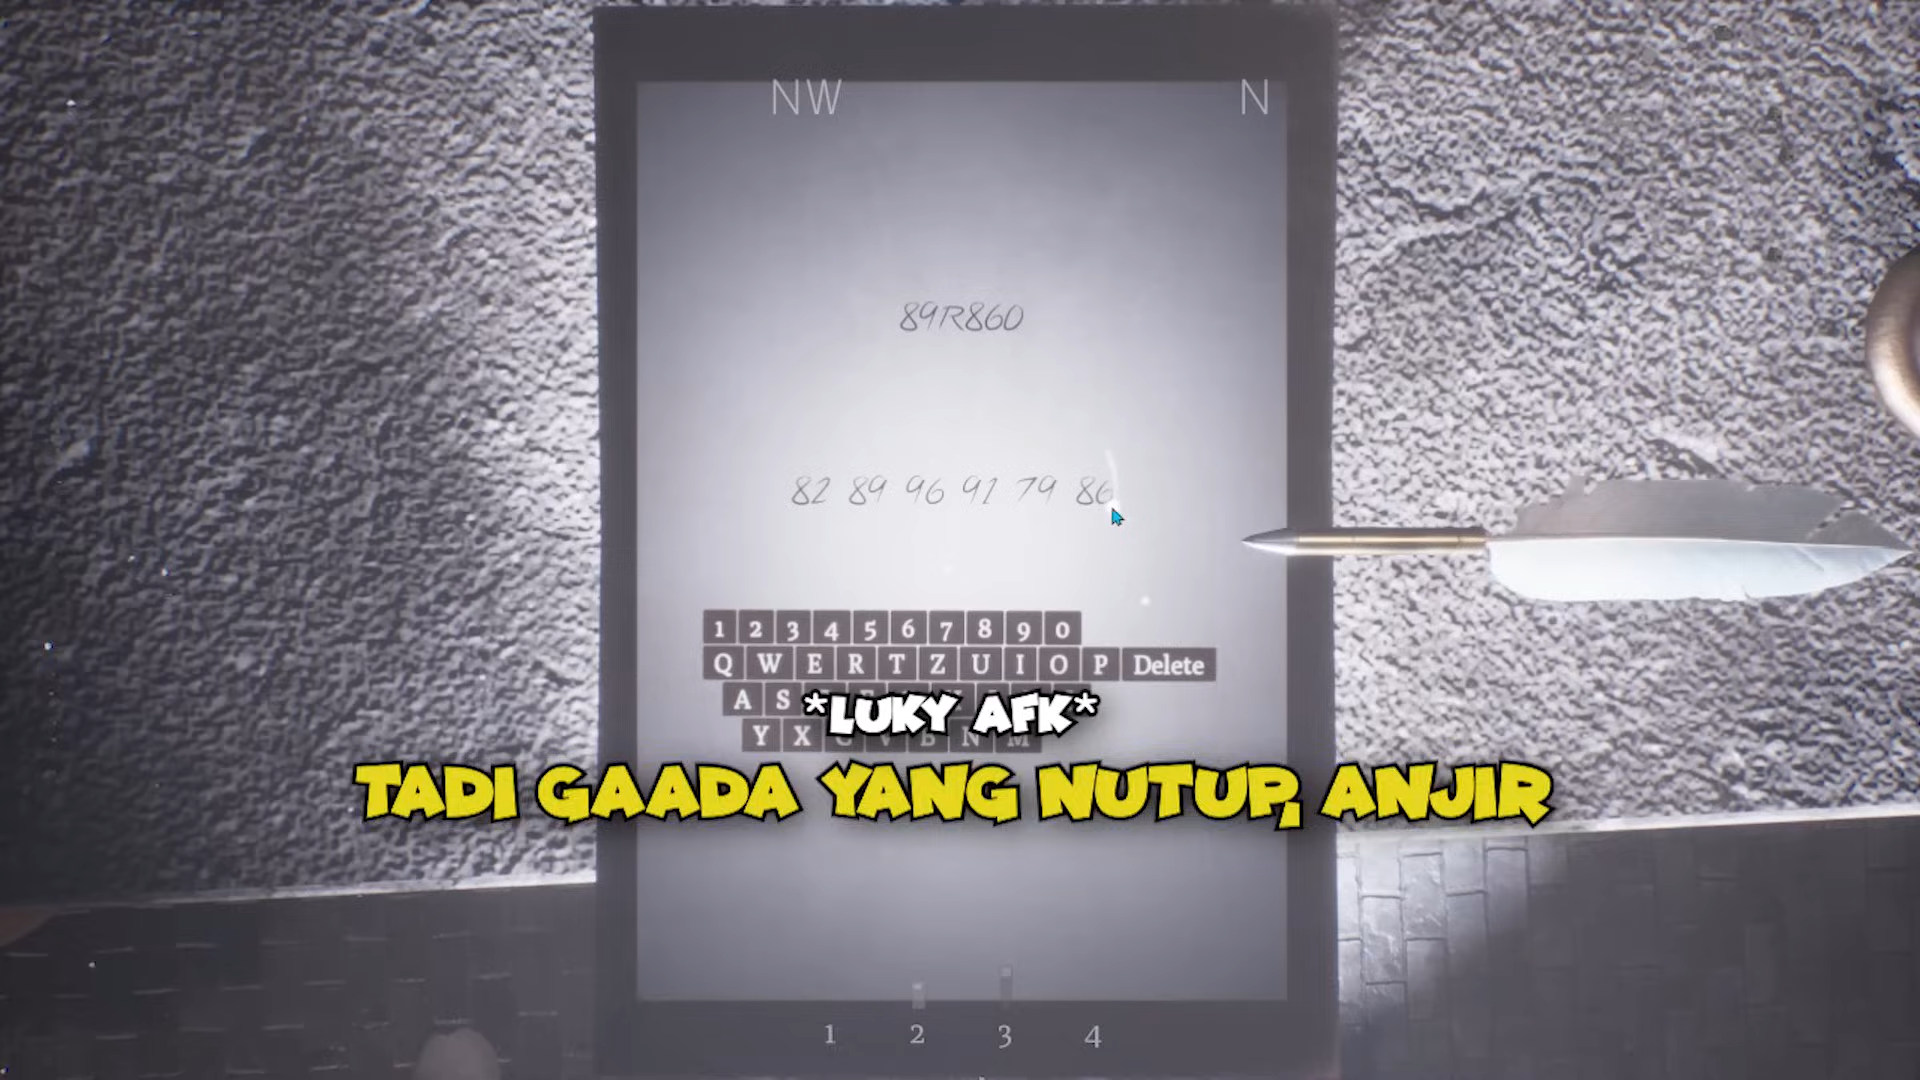 NW N
89R860
82 89 96 91 79 86
1 2 3 4 5 6 7 8 9 0
Q W E R T Z U I O P Delete
A S
*LUKY AFK*
Y X C V B N M
TADI GAADA YANG NUTUP, ANJIR
1 2 3 4